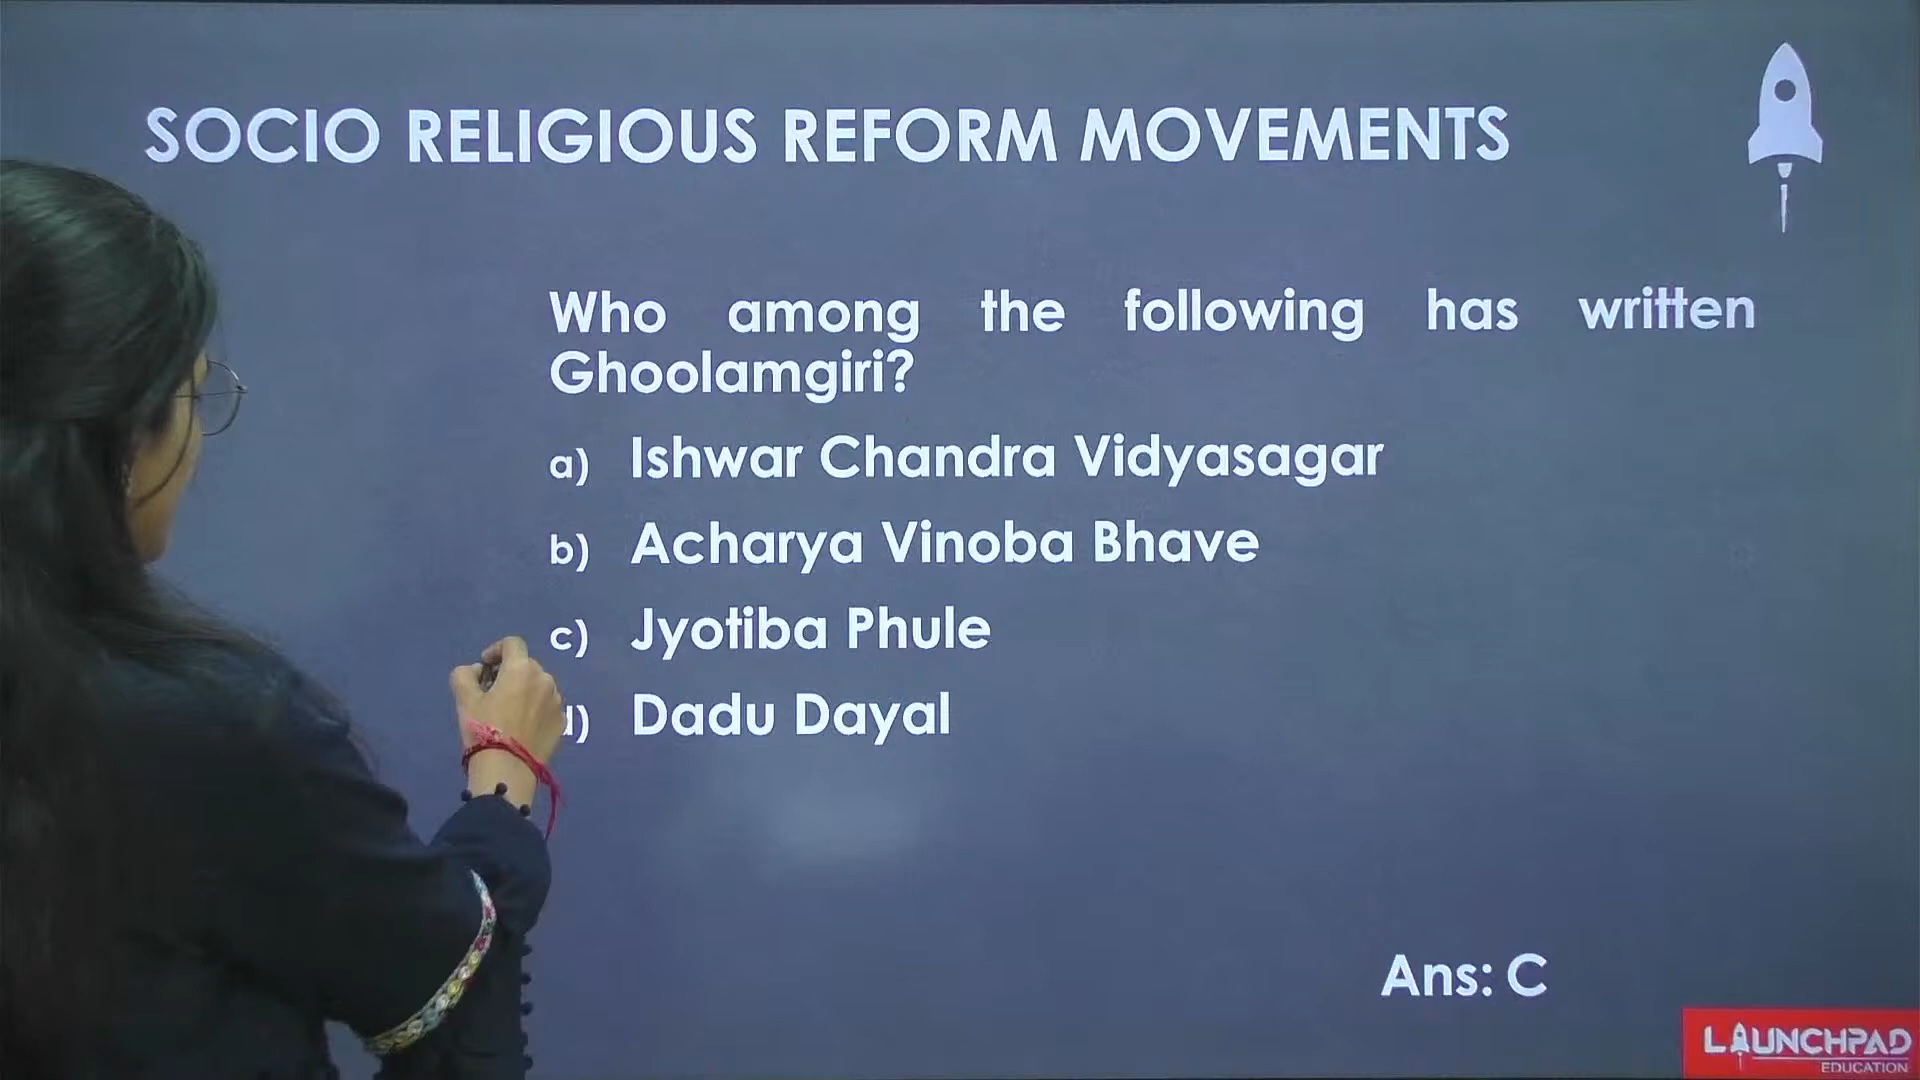 SOCIO RELIGIOUS REFORM MOVEMENTS
Who among the following has written
Ghoolamgiri?
a) Ishwar Chandra Vidyasagar
b) Acharya Vinoba Bhave
c) Jyotiba Phule
d) Dadu Dayal
Ans: C
LAUNCHPAD
EDUCATION